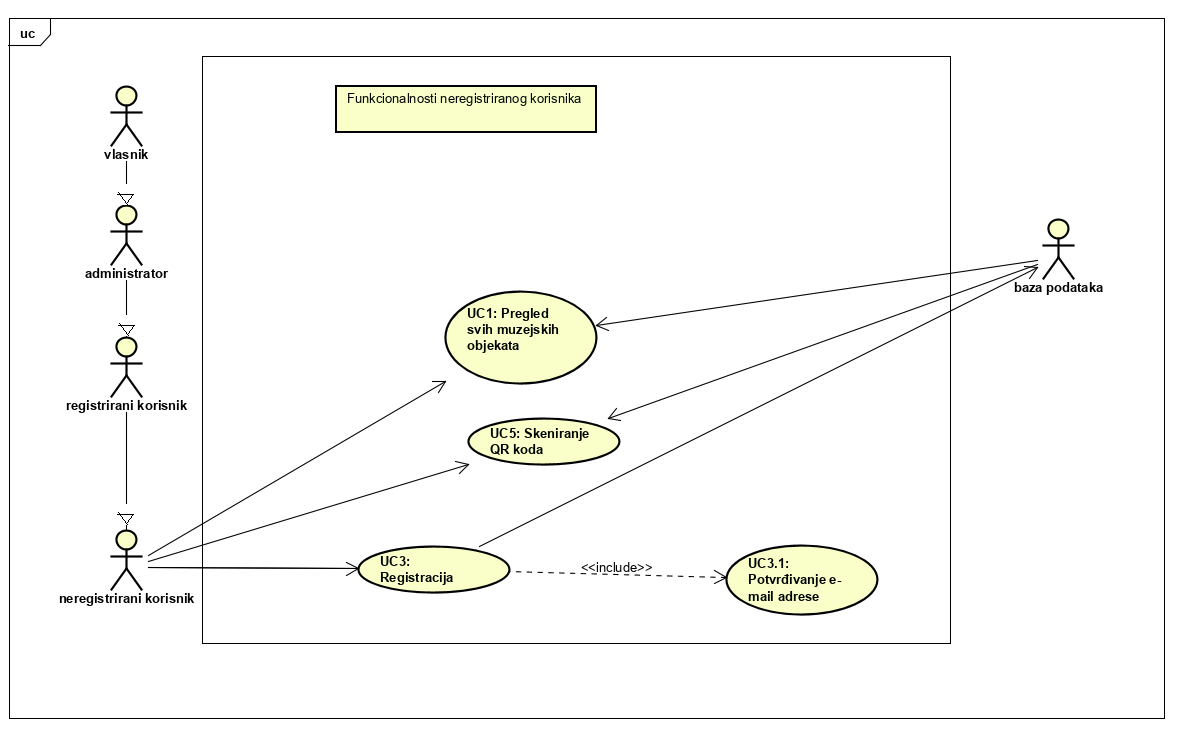 uc
Funkcionalnosti neregistriranog korisnika
vlasnik
administrator
baza podataka
UC1: Pregled
svih muzejskih
objekata
registrirani korisnik
UC5: Skeniranje
QR koda
UC3:
Registracija
<<include>>
UC3.1:
Potvrđivanje e-
mail adrese
neregistrirani korisnik